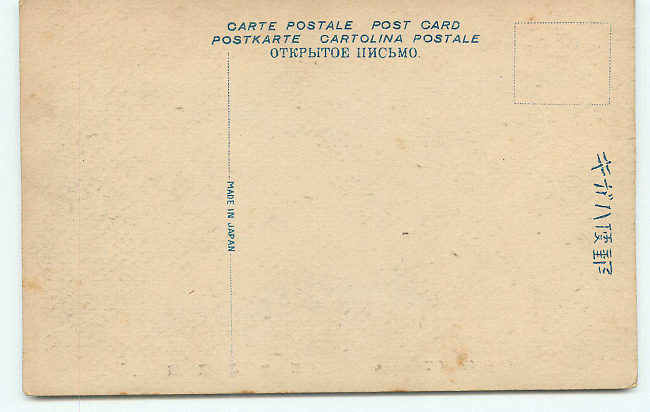 CARTE POSTALE POST CARD
POSTKARTE CARTOLINA POSTALE
ОТКРЫТОЕ ПИСЬМО.
MADE IN JAPAN
郵便ハガキ